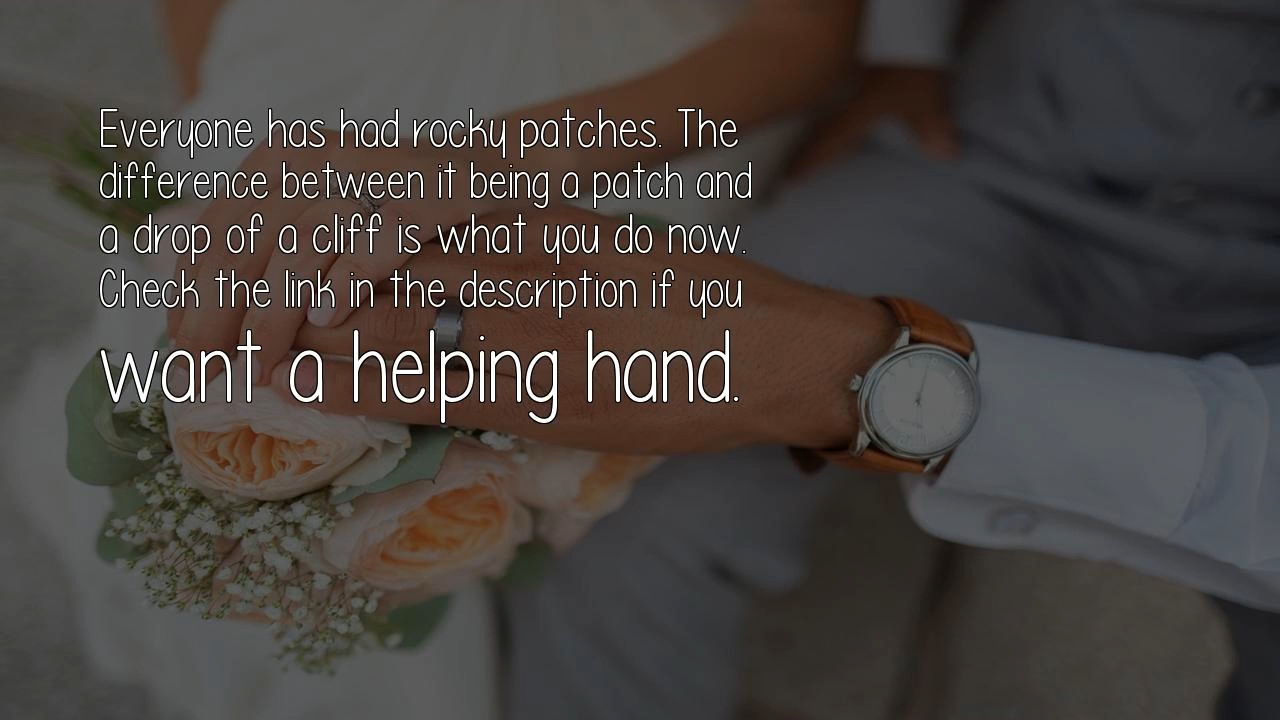 Everyone has had rocky patches. The
difference between it being a patch and
a drop of a cliff is what you do now.
Check the link in the description if you
want a helping hand.